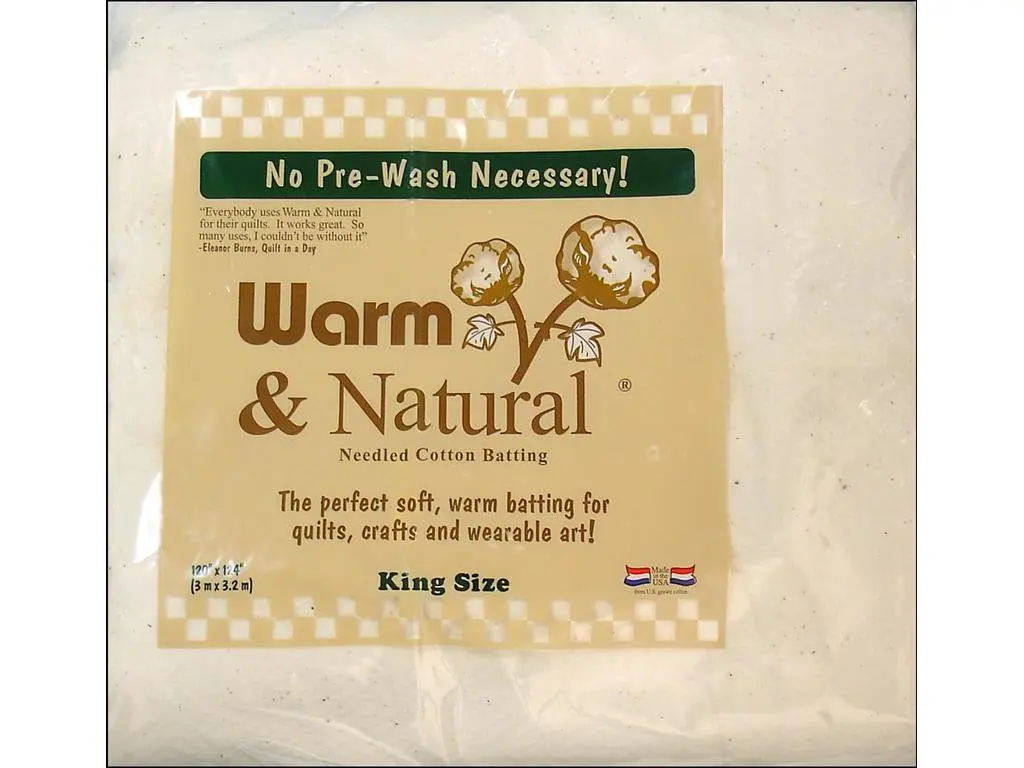 No Pre-Wash Necessary!
"Everybody uses Warm & Natural
for their quilts. It works great. So
many uses, I couldn't be without it"
-Eleanor Burns, Quilt in a Day
Warm
& Natural ®
Needled Cotton Batting
The perfect soft, warm batting for
quilts, crafts and wearable art!
120" x 124"
(3 m x 3.2 m)
King Size
Made
in the
USA
from U.S. grown cotton